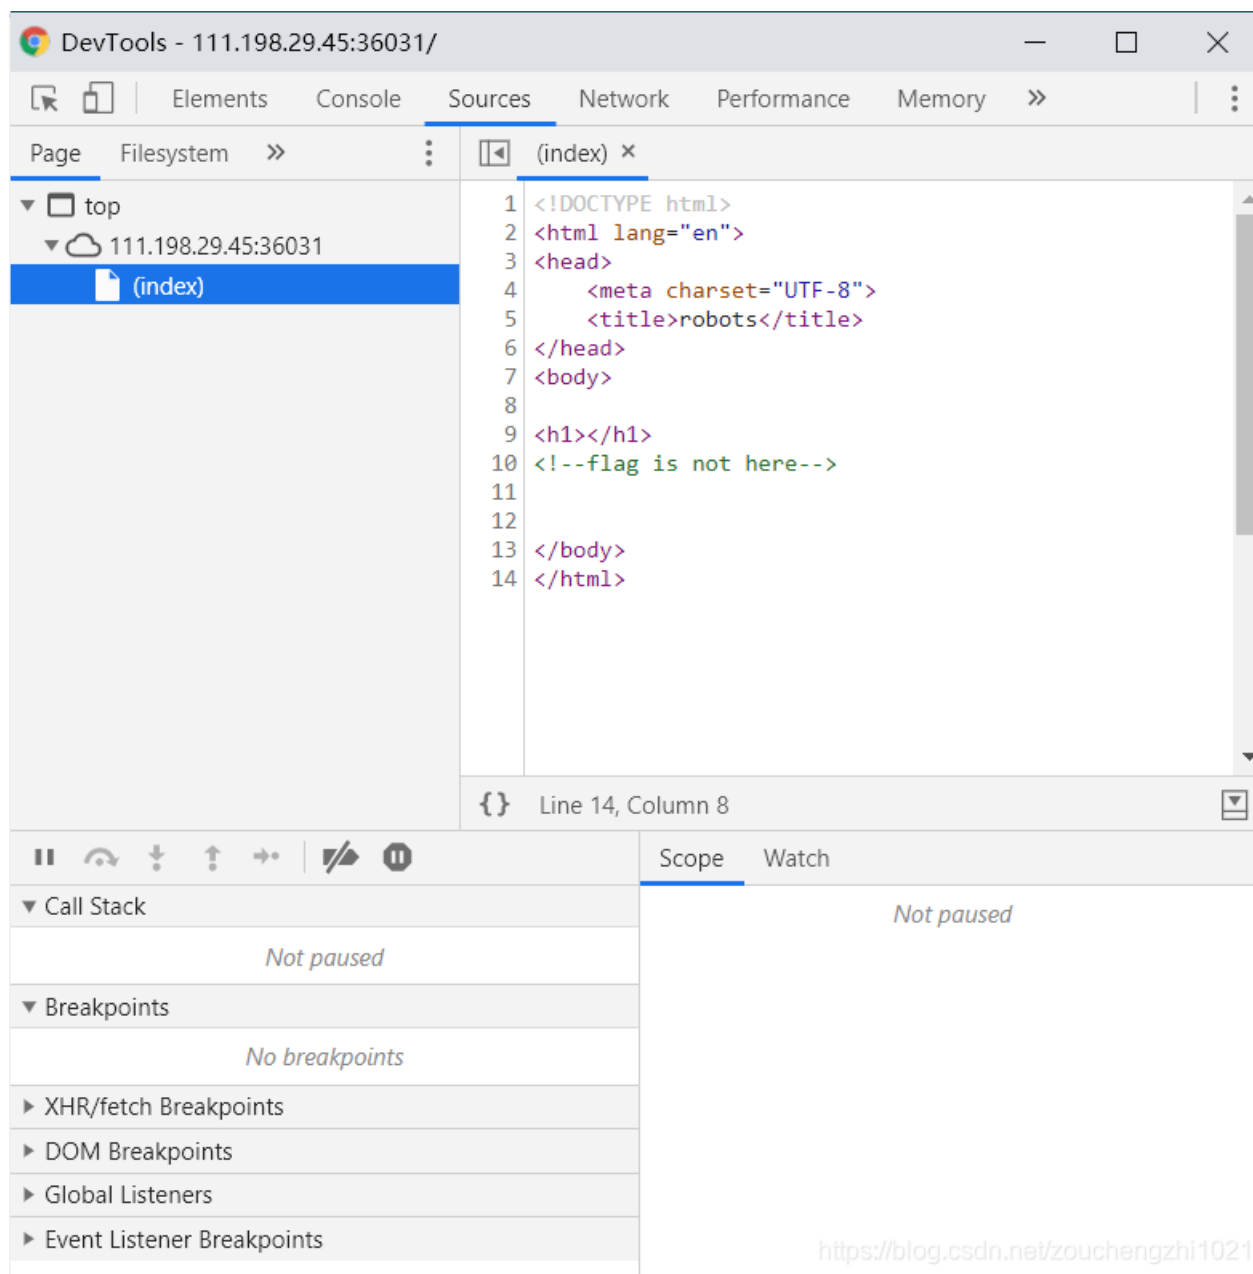 DevTools - 111.198.29.45:36031/
Elements Console Sources Network Performance Memory »
Page Filesystem » (index) ×
top
111.198.29.45:36031
(index)
1 <!DOCTYPE html>
2 <html lang="en">
3 <head>
4 <meta charset="UTF-8">
5 <title>robots</title>
6 </head>
7 <body>
8
9 <h1></h1>
10 <!--flag is not here-->
11
12
13 </body>
14 </html>
{} Line 14, Column 8
Scope Watch
Call Stack
Not paused
Not paused
Breakpoints
No breakpoints
XHR/fetch Breakpoints
DOM Breakpoints
Global Listeners
Event Listener Breakpoints
https://blog.csdn.net/zouchengzhi1021